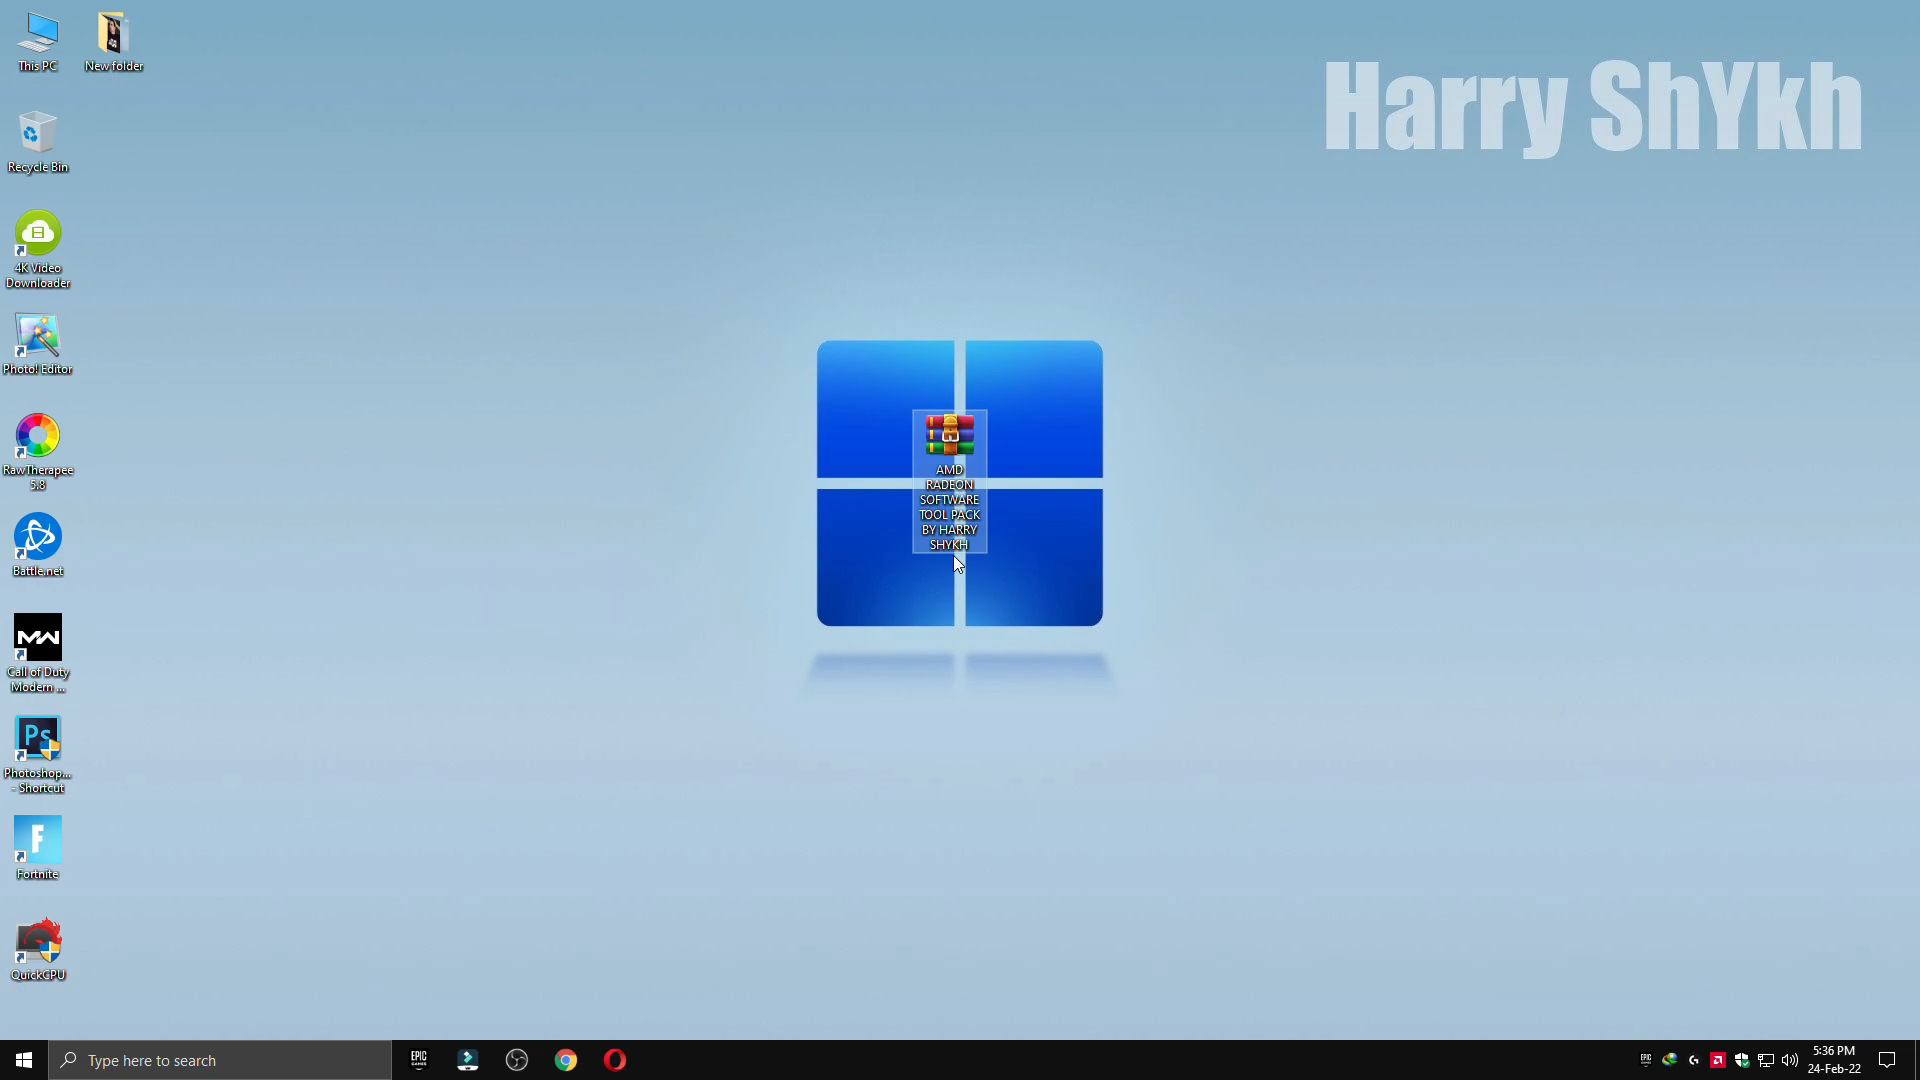 This PC
New folder
Harry ShYkh
Recycle Bin
4K Video
Downloader
Photo! Editor
RawTherapee
5.8
AMD
RADEON
SOFTWARE
TOOL PACK
BY HARRY
SHYKH
Battle.net
MW
Call of Duty
Modern ...
Ps
Photoshop...
- Shortcut
F
Fortnite
QuickCPU
Type here to search
EPIC
GAMES
5:36 PM
24-Feb-22